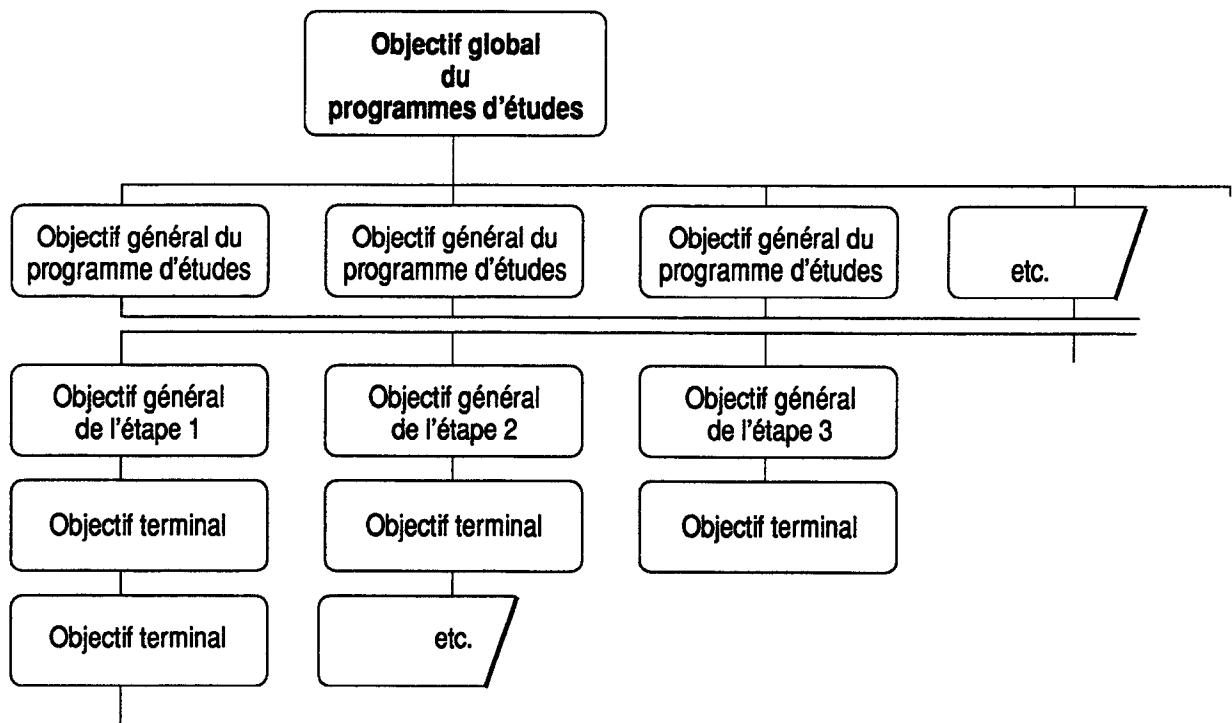 Objectif global
du
programmes d'études
Objectif général du
programme d'études
Objectif général du
programme d'études
Objectif général du
programme d'études
etc.
Objectif général
de l'étape 1
Objectif général
de l'étape 2
Objectif général
de l'étape 3
Objectif terminal
Objectif terminal
Objectif terminal
Objectif terminal
etc.